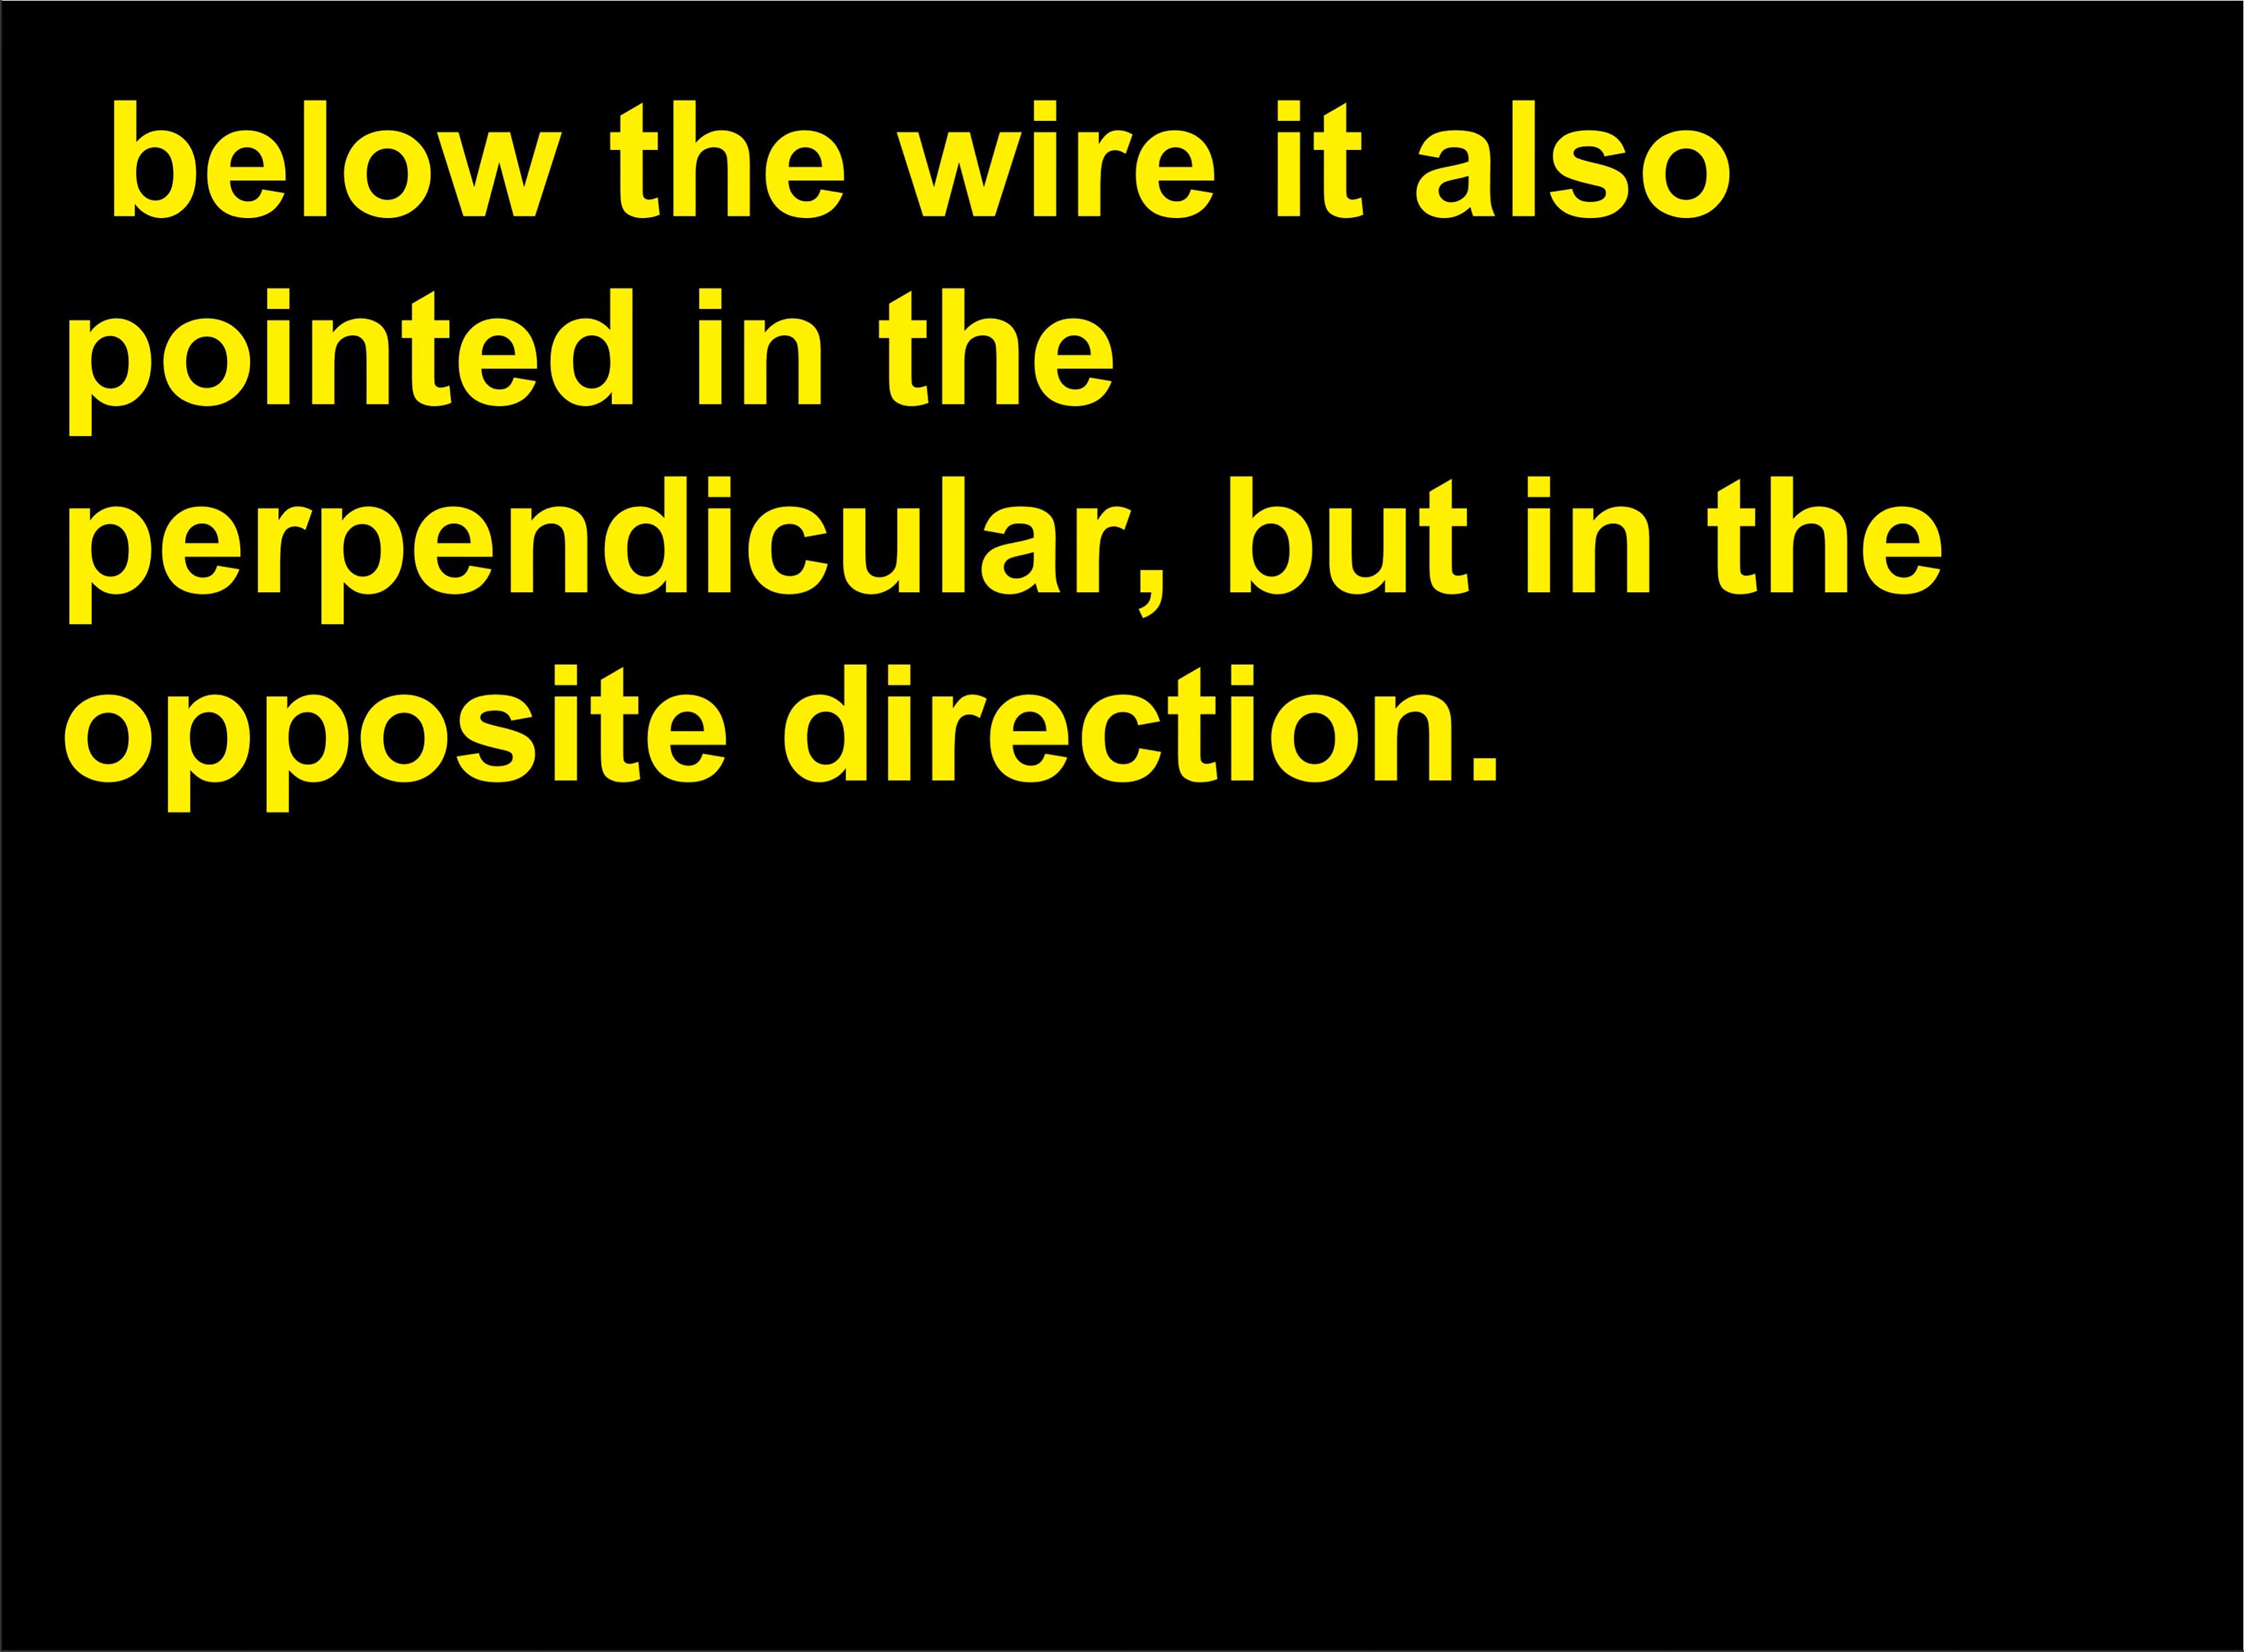 below the wire it also
pointed in the
perpendicular, but in the
opposite direction.